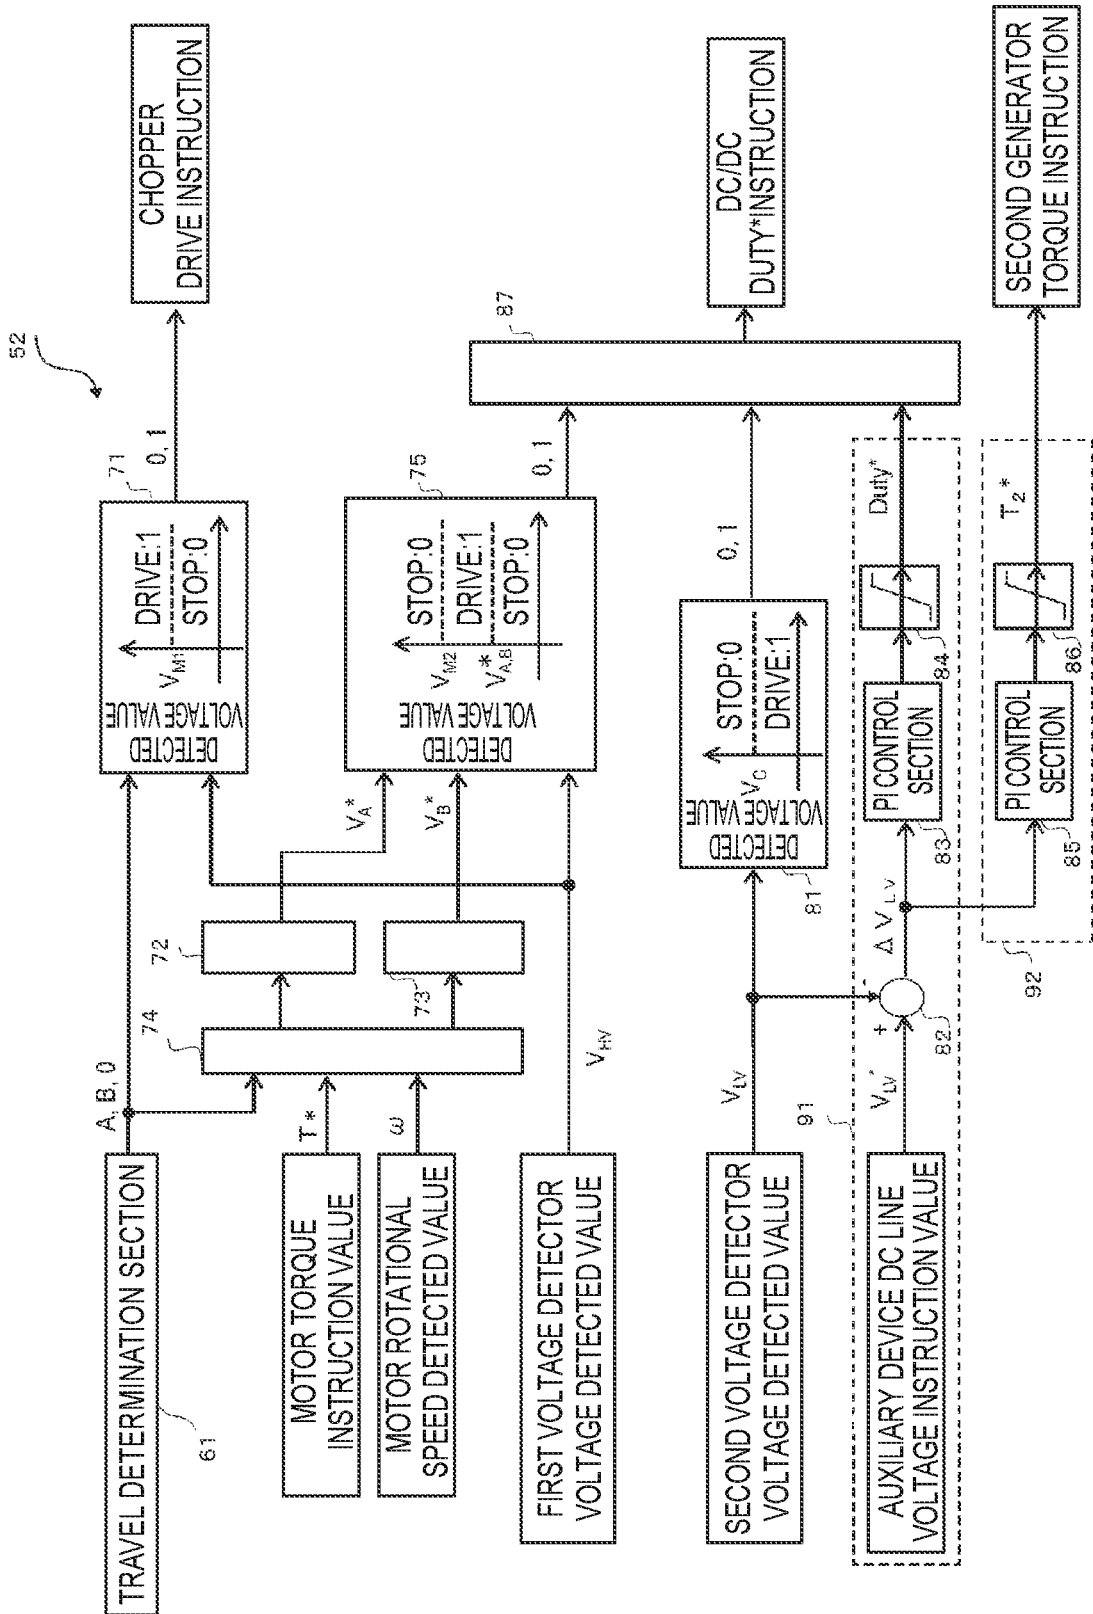 52
TRAVEL DETERMINATION SECTION
61
A, B, 0
MOTOR TORQUE
INSTRUCTION VALUE
T*
MOTOR ROTATIONAL
SPEED DETECTED VALUE
ω
74
72
73
V_A*
V_B*
FIRST VOLTAGE DETECTOR
VOLTAGE DETECTED VALUE
V_HV
71
DETECTED
VOLTAGE VALUE
V_M1
DRIVE:1
STOP:0
0, 1
CHOPPER
DRIVE INSTRUCTION
75
DETECTED
VOLTAGE VALUE
V_M2
V*_A,B
STOP:0
DRIVE:1
STOP:0
0, 1
87
DC/DC
DUTY*INSTRUCTION
SECOND VOLTAGE DETECTOR
VOLTAGE DETECTED VALUE
V_LV
81
DETECTED
VOLTAGE VALUE
V_C
STOP:0
DRIVE:1
0, 1
91
AUXILIARY DEVICE DC LINE
VOLTAGE INSTRUCTION VALUE
V_LV*
+
-
82
ΔV_LV
PI CONTROL
SECTION
83
84
Duty*
92
PI CONTROL
SECTION
85
86
T_2*
SECOND GENERATOR
TORQUE INSTRUCTION